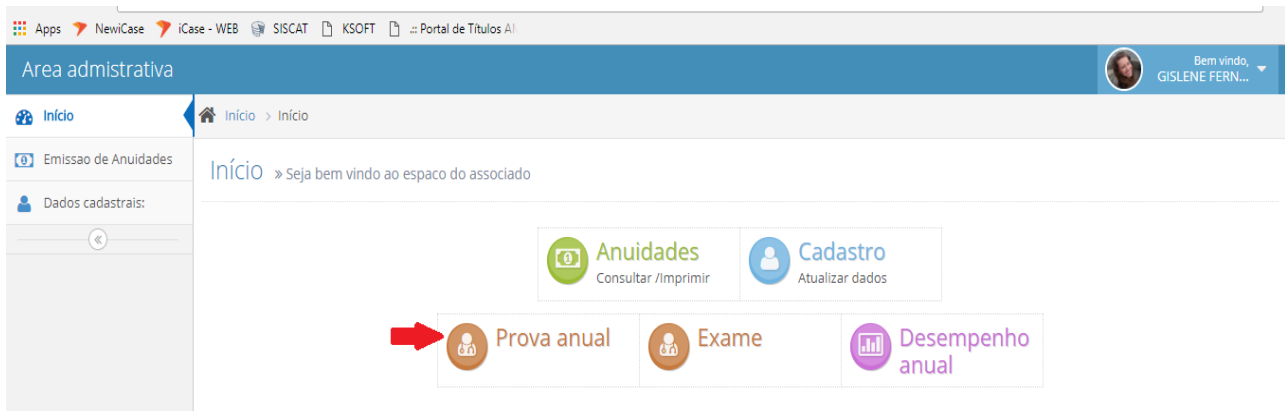 Apps NewiCase iCase - WEB SISCAT KSOFT .:: Portal de Títulos A
Area admistrativa
Bem vindo,
GISLENE FERN...
Início
Início > Início
Emissao de Anuidades
Início » Seja bem vindo ao espaco do associado
Dados cadastrais:
Anuidades
Consultar /Imprimir
Cadastro
Atualizar dados
Prova anual
Exame
Desempenho
anual